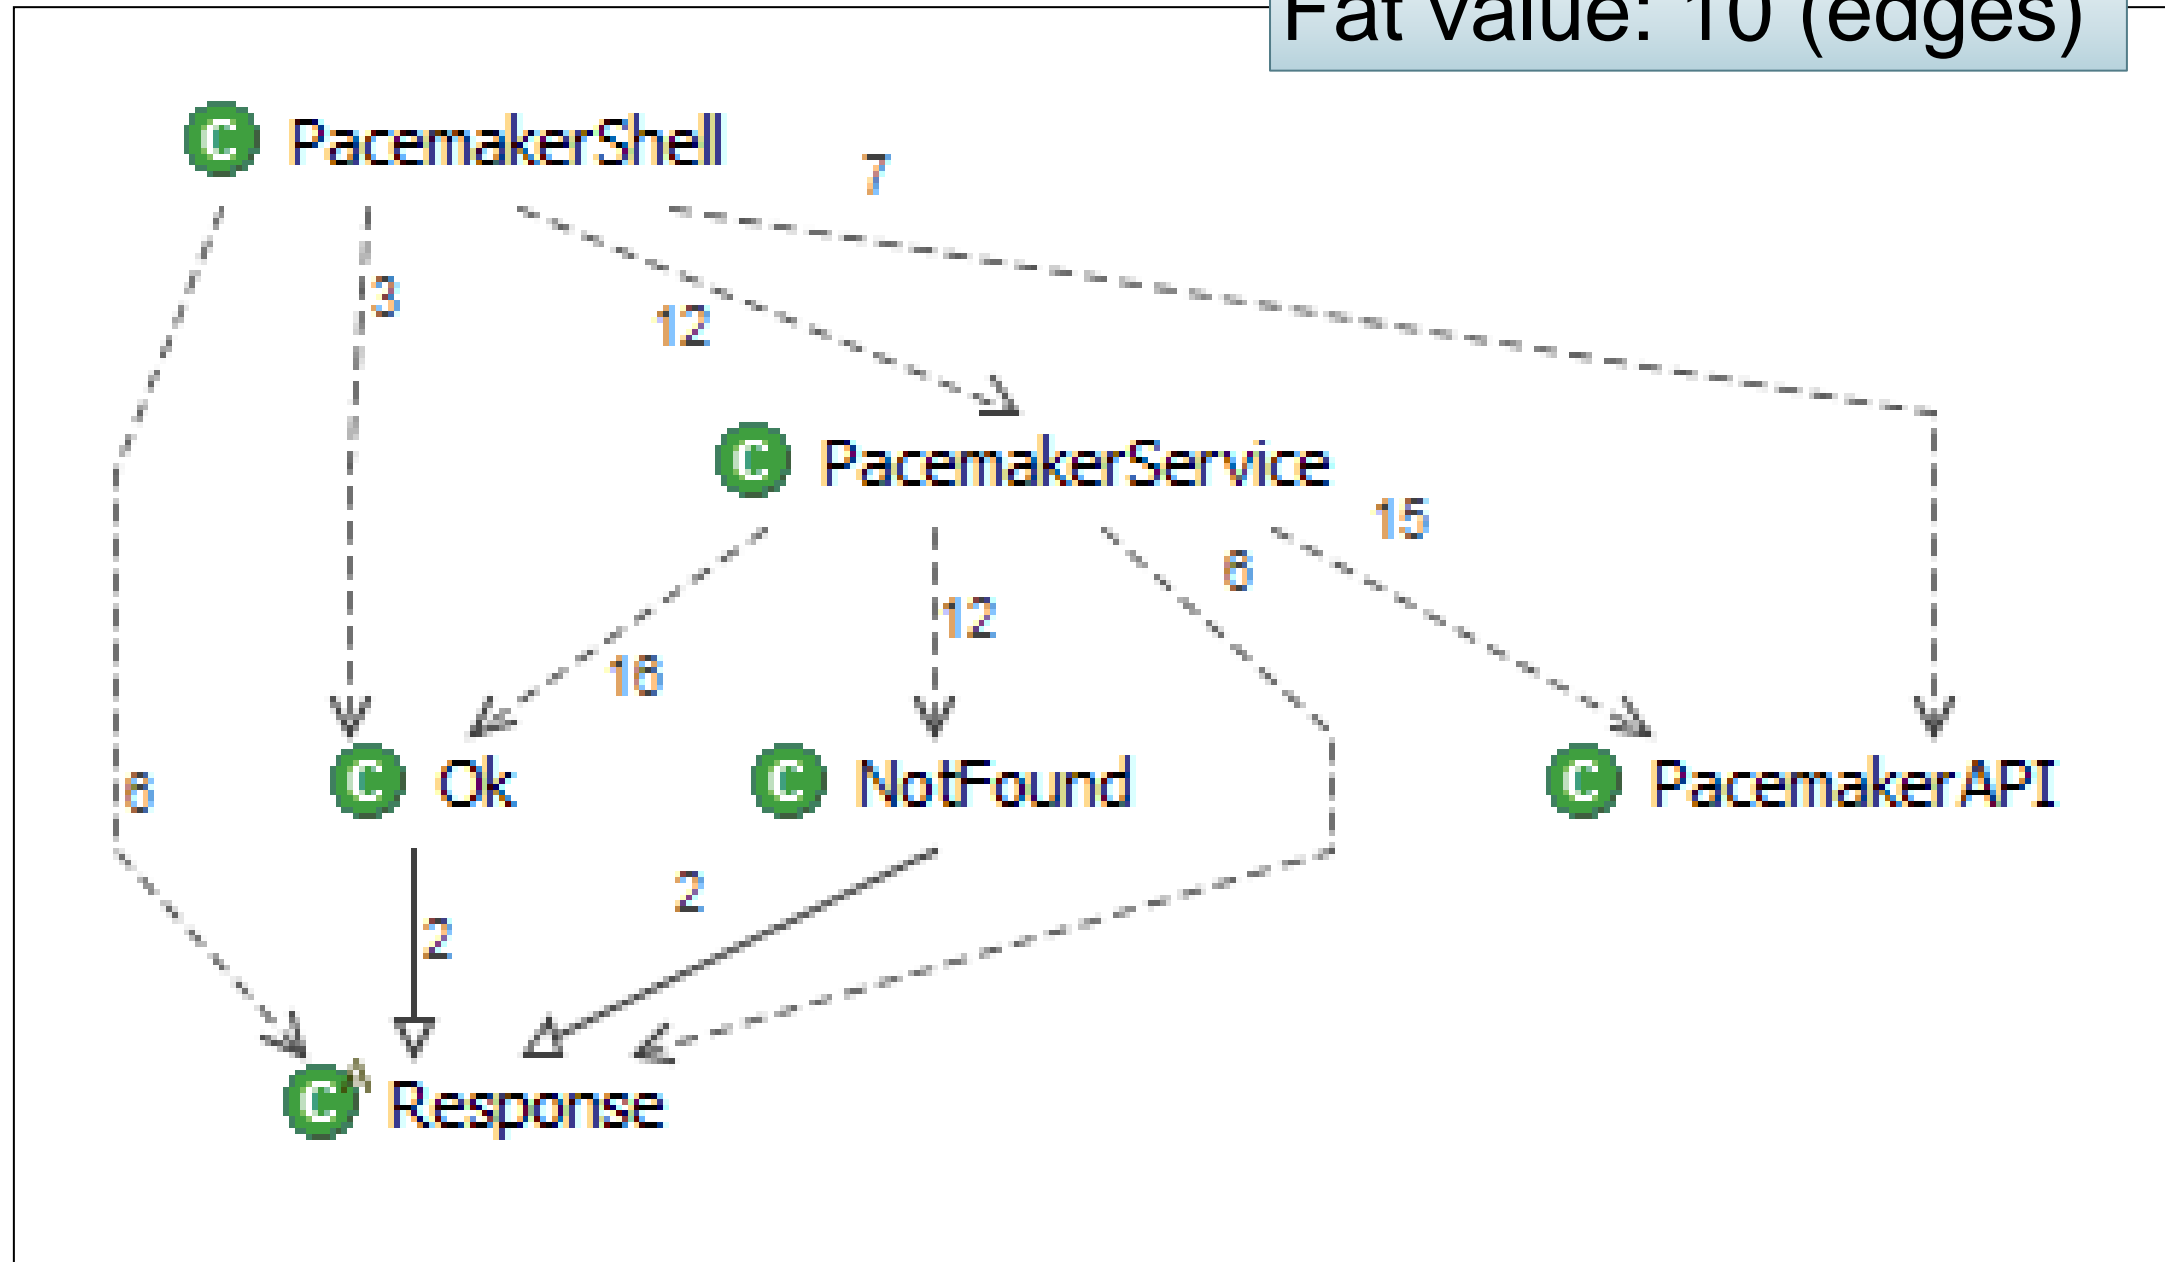 Fat value: 10 (edges)
C PacemakerShell
7
3
12
C PacemakerService
15
6
12
16
6
C Ok
C NotFound
C PacemakerAPI
2
2
C A Response